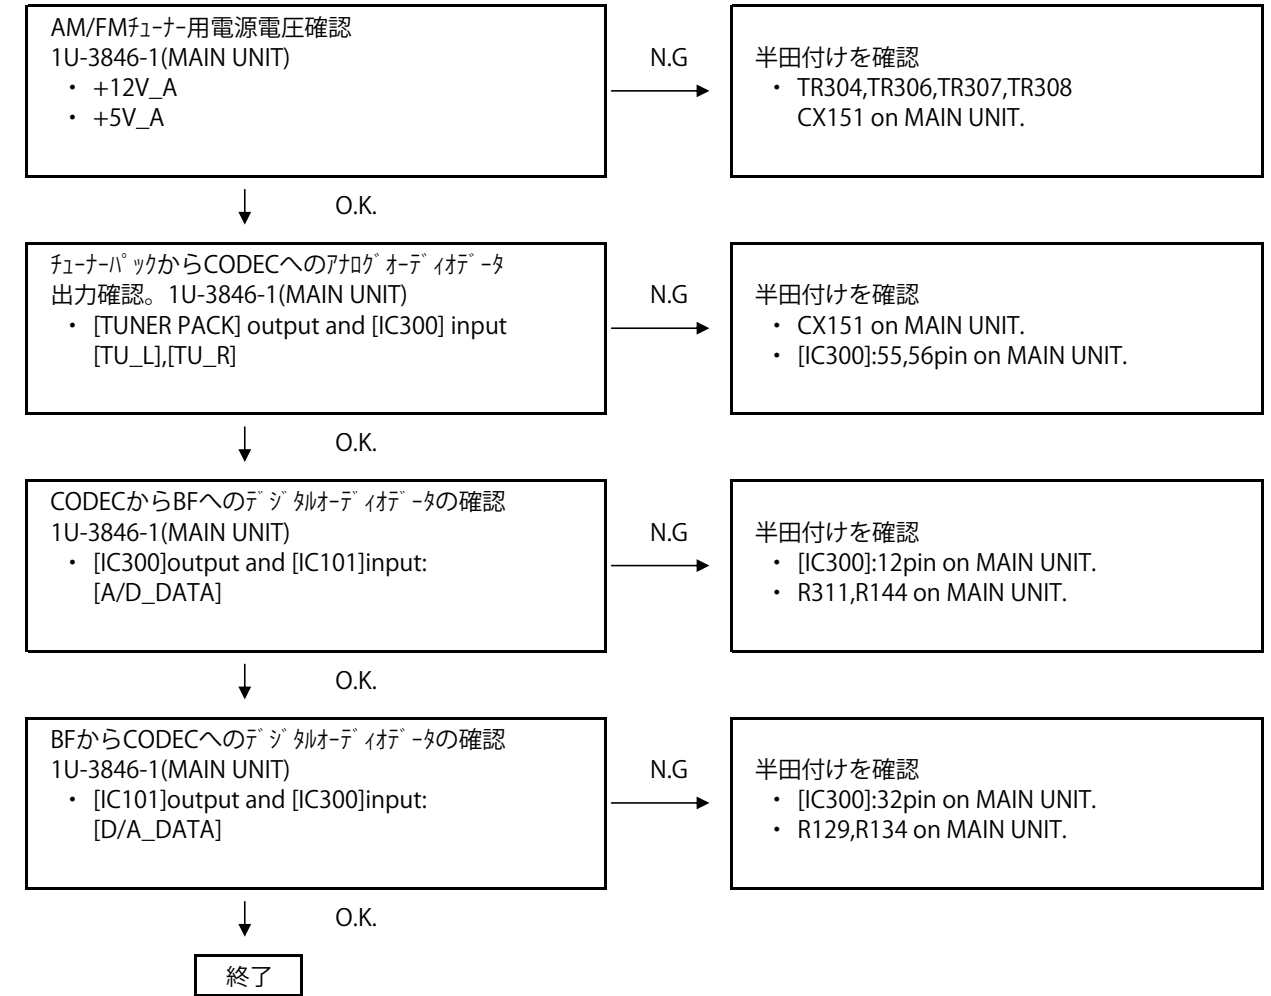 AM/FMﾁｭｰﾅｰ用電源電圧確認
1U-3846-1(MAIN UNIT)
・ +12V_A
・ +5V_A
N.G
半田付けを確認
・ TR304,TR306,TR307,TR308
CX151 on MAIN UNIT.
O.K.
ﾁｭｰﾅｰﾊﾟｯｸからCODECへのｱﾅﾛｸﾞｵｰﾃﾞｨｵﾃﾞｰﾀ
出力確認。1U-3846-1(MAIN UNIT)
・ [TUNER PACK] output and [IC300] input
[TU_L],[TU_R]
N.G
半田付けを確認
・ CX151 on MAIN UNIT.
・ [IC300]:55,56pin on MAIN UNIT.
O.K.
CODECからBFへのﾃﾞｼﾞﾀﾙｵｰﾃﾞｨｵﾃﾞｰﾀの確認
1U-3846-1(MAIN UNIT)
・ [IC300]output and [IC101]input:
[A/D_DATA]
N.G
半田付けを確認
・ [IC300]:12pin on MAIN UNIT.
・ R311,R144 on MAIN UNIT.
O.K.
BFからCODECへのﾃﾞｼﾞﾀﾙｵｰﾃﾞｨｵﾃﾞｰﾀの確認
1U-3846-1(MAIN UNIT)
・ [IC101]output and [IC300]input:
[D/A_DATA]
N.G
半田付けを確認
・ [IC300]:32pin on MAIN UNIT.
・ R129,R134 on MAIN UNIT.
O.K.
終了